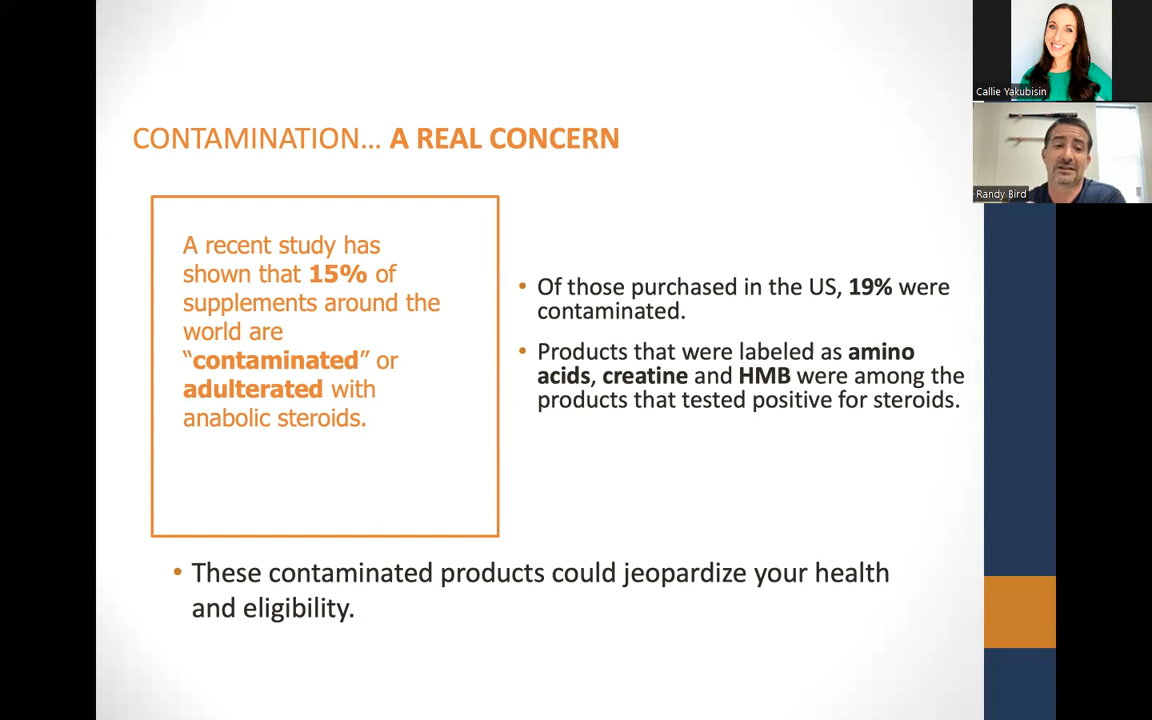 CONTAMINATION... A REAL CONCERN
A recent study has
shown that 15% of
supplements around the
world are
“contaminated” or
adulterated with
anabolic steroids.
• Of those purchased in the US, 19% were
contaminated.
• Products that were labeled as amino
acids, creatine and HMB were among the
products that tested positive for steroids.
• These contaminated products could jeopardize your health
and eligibility.
Callie Yakubisin
Randy Bird